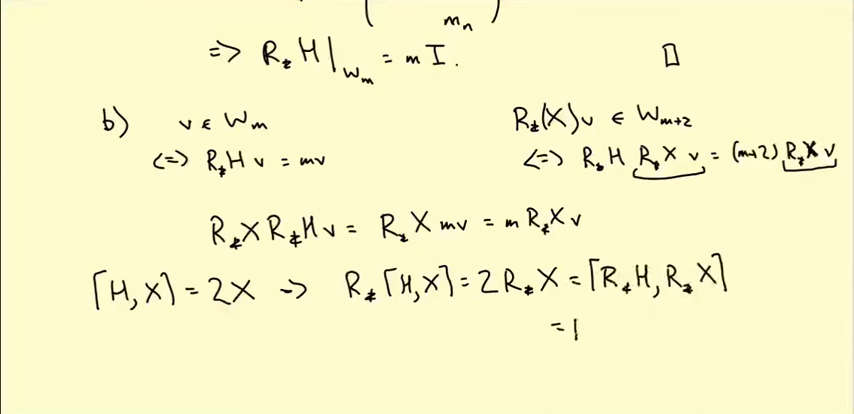 ( m_n )
=> R_* H |_{W_m} = m I. □
b) v ∈ W_m R_*(X)v ∈ W_{m+2}
<=> R_* H v = mv <=> R_* H R_* X v = (m+2) R_* X v
R_* X R_* H v = R_* X mv = m R_* X v
[H, X] = 2X -> R_* [H, X] = 2 R_* X = [R_* H, R_* X]
= |